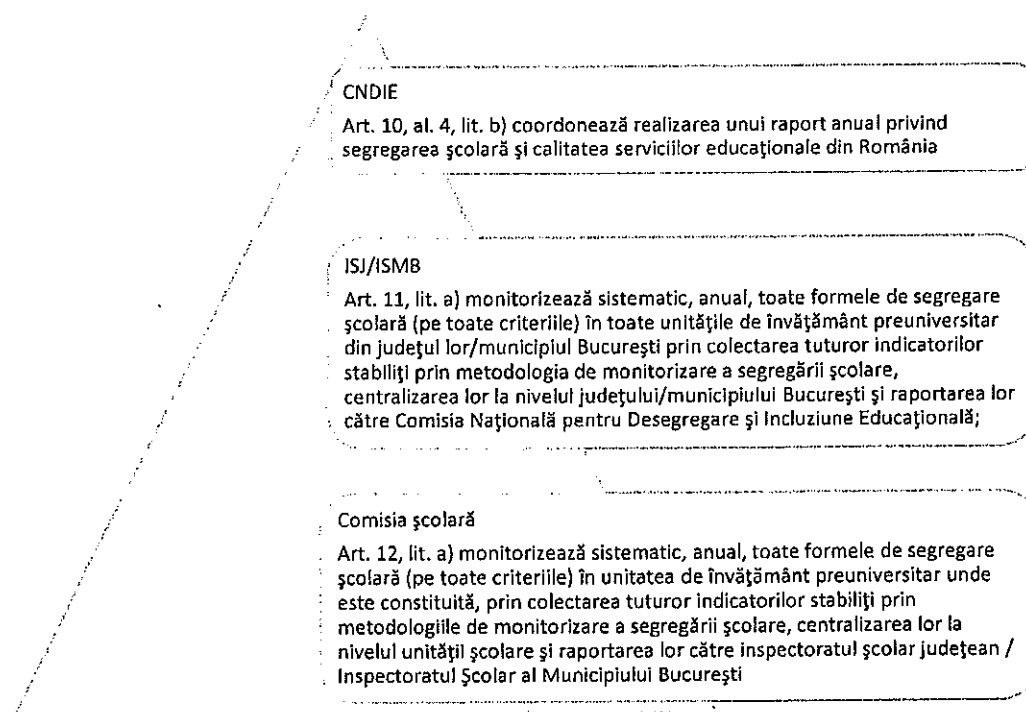 CNDIE
Art. 10, al. 4, lit. b) coordonează realizarea unui raport anual privind
segregarea şcolară şi calitatea serviciilor educaţionale din România
ISJ/ISMB
Art. 11, lit. a) monitorizează sistematic, anual, toate formele de segregare
şcolară (pe toate criteriile) în toate unităţile de învăţământ preuniversitar
din judeţul lor/municipiul Bucureşti prin colectarea tuturor indicatorilor
stabiliţi prin metodologia de monitorizare a segregării şcolare,
centralizarea lor la nivelul judeţului/municipiului Bucureşti şi raportarea lor
către Comisia Naţională pentru Desegregare şi Incluziune Educaţională;
Comisia şcolară
Art. 12, lit. a) monitorizează sistematic, anual, toate formele de segregare
şcolară (pe toate criteriile) în unitatea de învăţământ preuniversitar unde
este constituită, prin colectarea tuturor indicatorilor stabiliţi prin
metodologiile de monitorizare a segregării şcolare, centralizarea lor la
nivelul unităţii şcolare şi raportarea lor către inspectoratul şcolar judeţean /
Inspectoratul Şcolar al Municipiului Bucureşti